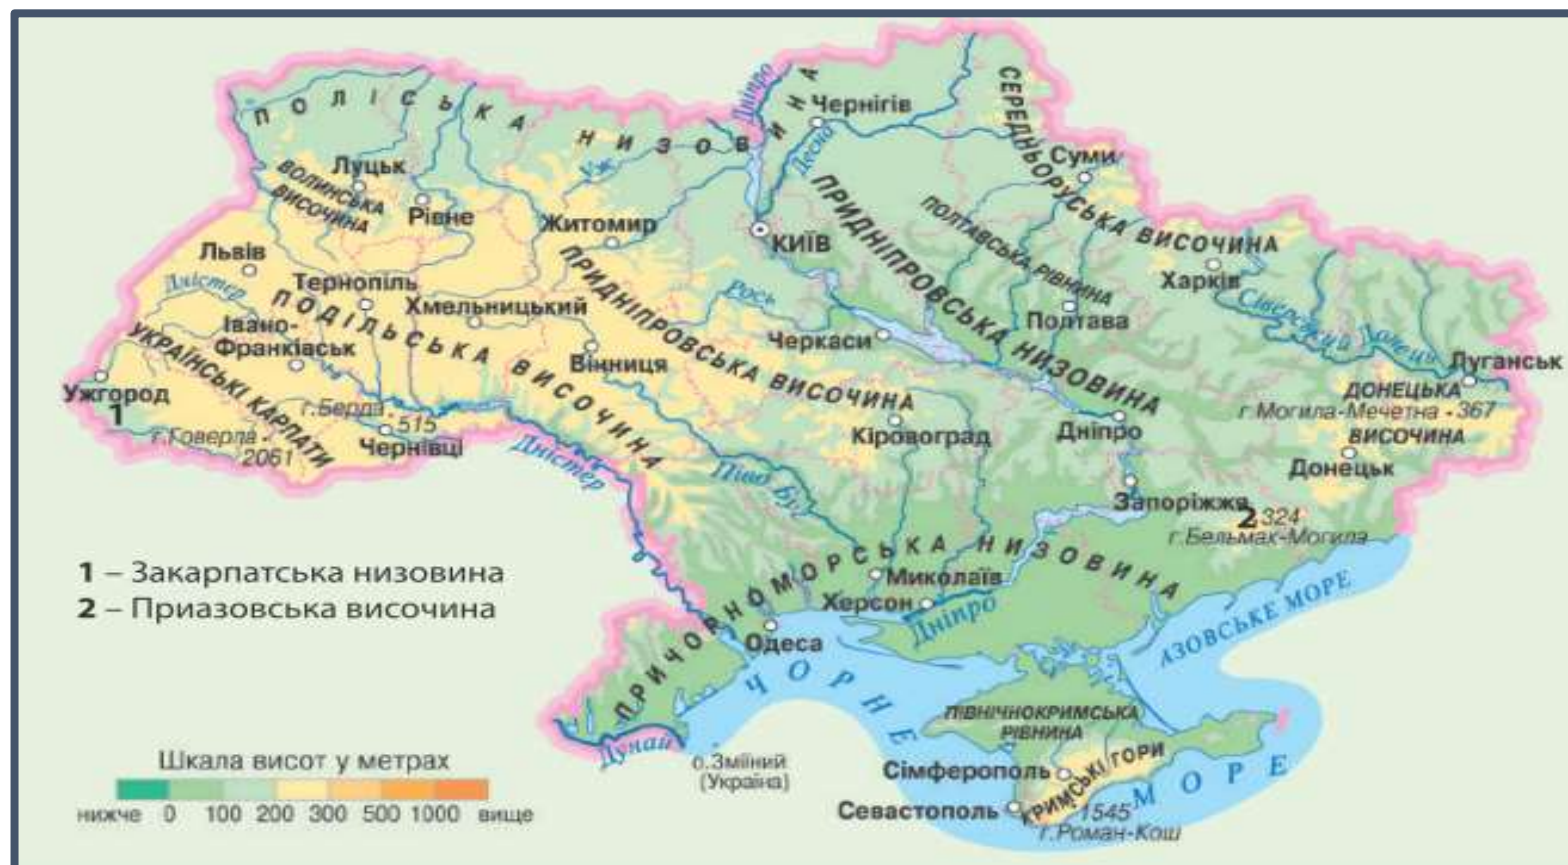 ПОЛІСЬКА НИЗОВИНА
Дніпро
Чернігів
Десна
СЕРЕДНЬОРУСЬКА ВИСОЧИНА
Суми
Луцьк
ВОЛИНСЬКА
ВИСОЧИНА
Рівне
Уж
Житомир
КИЇВ
ПРИДНІПРОВСЬКА НИЗОВИНА
ПОЛТАВСЬКА РІВНИНА
Харків
Львів
Дністер
Тернопіль
Хмельницький
ПРИДНІПРОВСЬКА ВИСОЧИНА
Рось
Черкаси
Полтава
Сіверський Донець
Луганськ
Івано-
Франківськ
ПОДІЛЬСЬКА ВИСОЧИНА
Вінниця
УКРАЇНСЬКІ КАРПАТИ
Ужгород
1
г.Берда
515
г.Говерла
2061
Чернівці
Дністер
Півд Буг
Кіровоград
Дніпро
ДОНЕЦЬКА
г.Могила-Мечетна 367
ВИСОЧИНА
Донецьк
Запоріжжя
2 324
г.Бельмак-Могила
1 – Закарпатська низовина
2 – Приазовська височина
ПРИЧОРНОМОРСЬКА НИЗОВИНА
Миколаїв
Херсон
Дніпро
Одеса
АЗОВСЬКЕ МОРЕ
ЧОРНЕ МОРЕ
Дунай
о.Зміїний
(Україна)
ПІВНІЧНОКРИМСЬКА
РІВНИНА
Сімферополь
КРИМСЬКІ ГОРИ
Севастополь
1545
г.Роман-Кош
Шкала висот у метрах
нижче 0 100 200 300 500 1000 вище